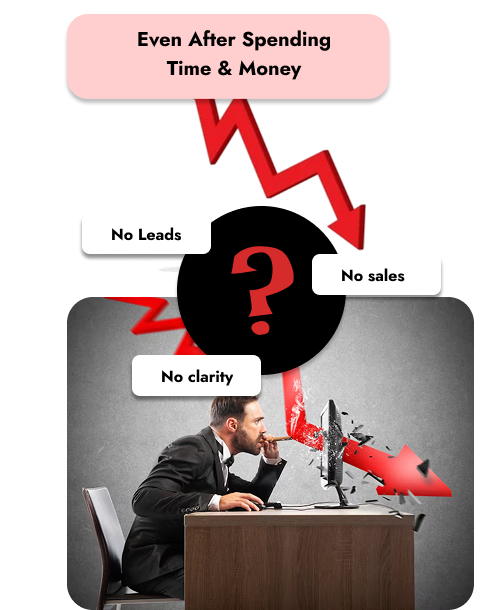 Even After Spending
Time & Money
No Leads
?
No sales
No clarity